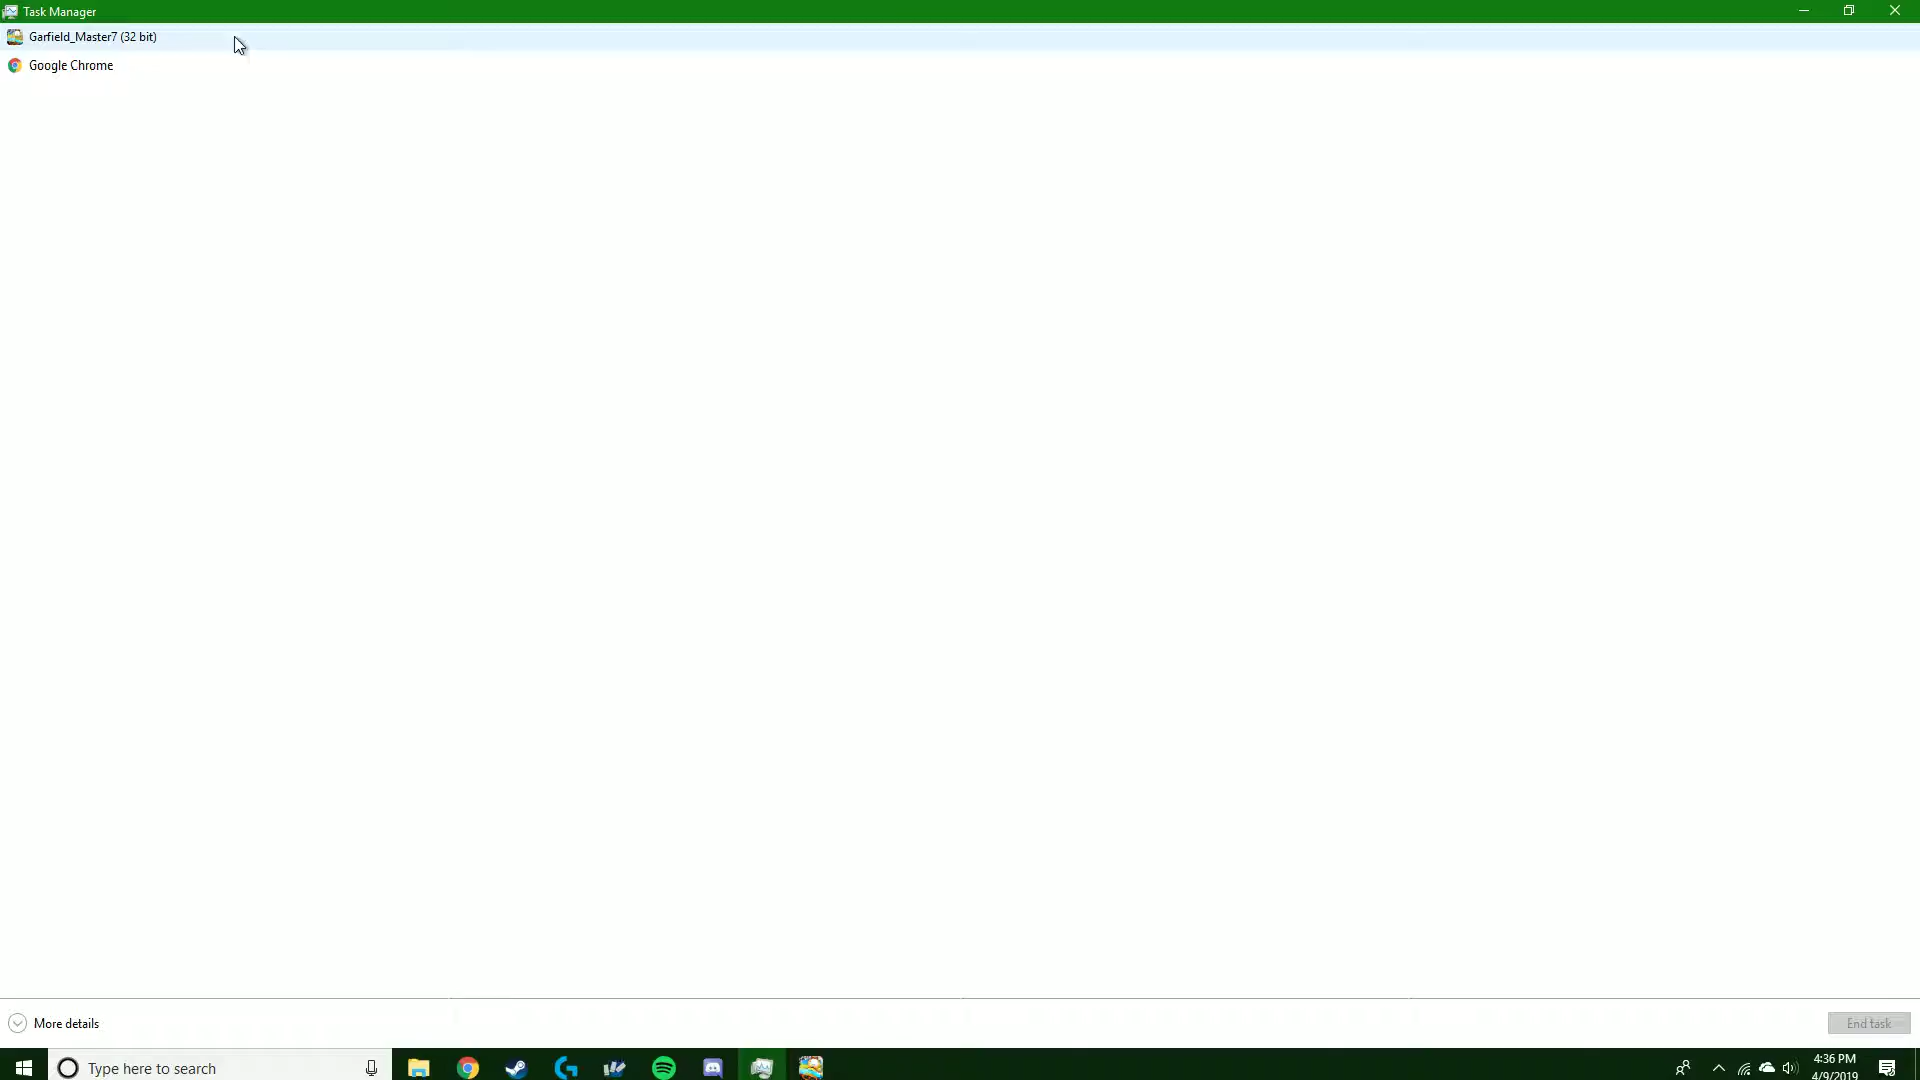 Task Manager
Garfield_Master7 (32 bit)
Google Chrome
More details
End task
Type here to search
4:36 PM
4/9/2019